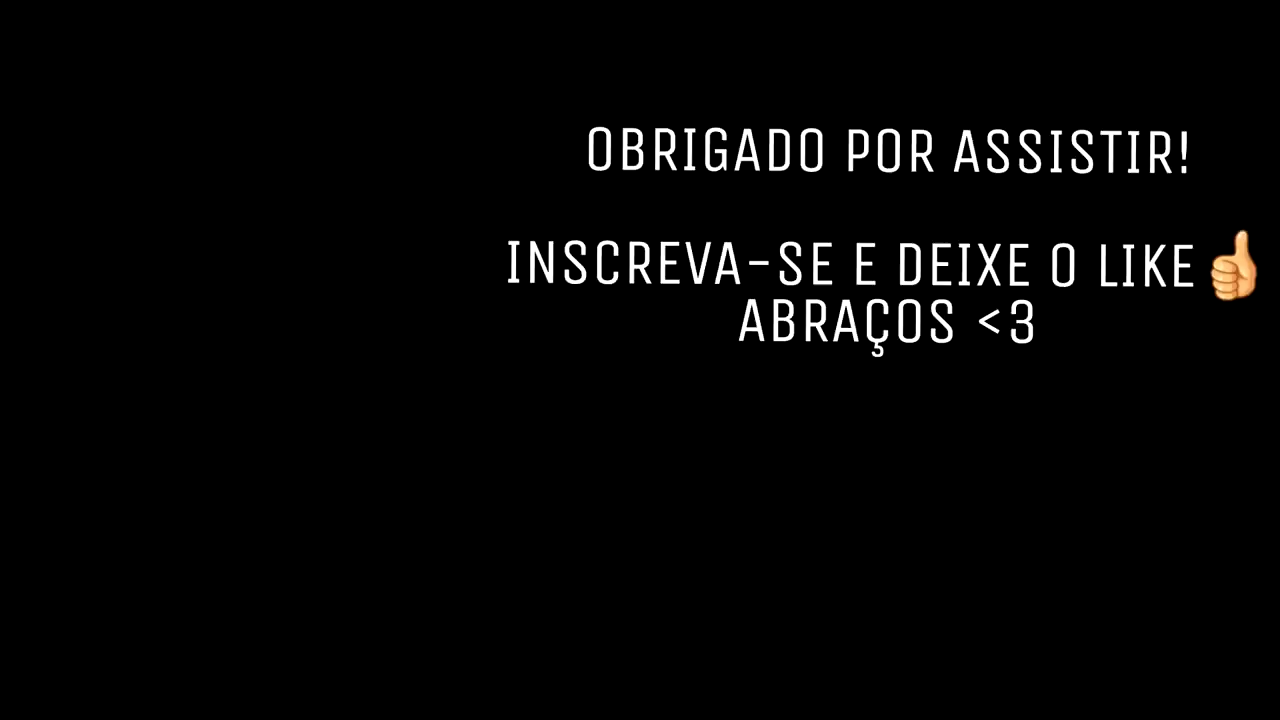 OBRIGADO POR ASSISTIR!
INSCREVA-SE E DEIXE O LIKE👍
ABRAÇOS <3